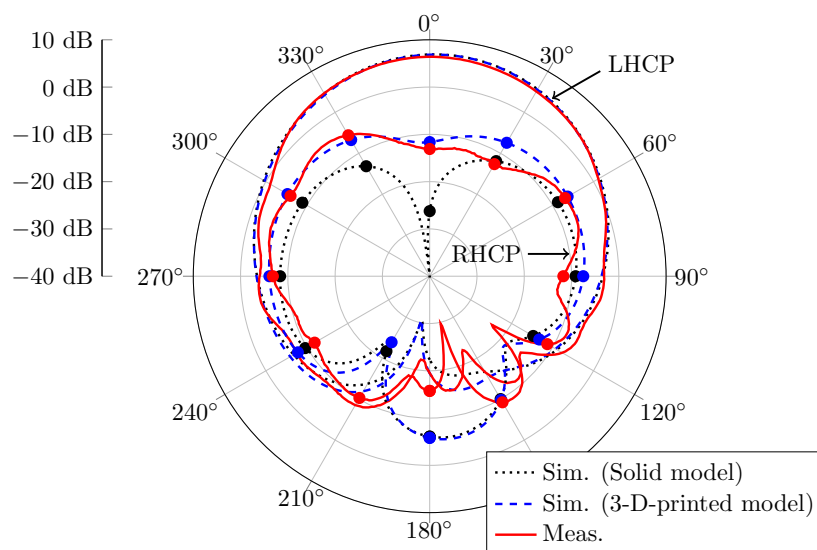 10 dB
0 dB
−10 dB
−20 dB
−30 dB
−40 dB
0°
30°
60°
90°
120°
180°
210°
240°
270°
300°
330°
LHCP
RHCP
Sim. (Solid model)
Sim. (3-D-printed model)
Meas.